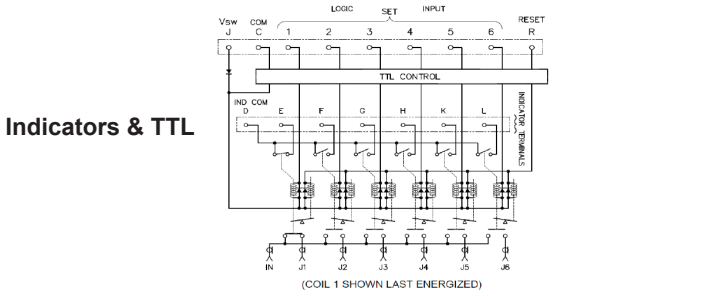 LOGIC SET INPUT
Vsw COM RESET
J C 1 2 3 4 5 6 R
TTL CONTROL
IND COM
D E F G H K L
INDICATOR TERMINALS
Indicators & TTL
IN J1 J2 J3 J4 J5 J6
(COIL 1 SHOWN LAST ENERGIZED)